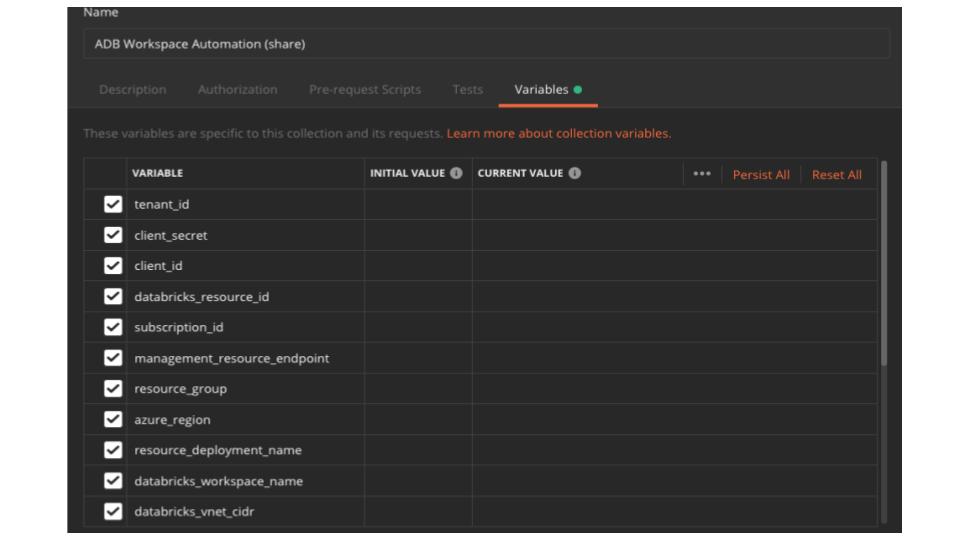 Name
ADB Workspace Automation (share)
Description Authorization Pre-request Scripts Tests Variables
These variables are specific to this collection and its requests. Learn more about collection variables.
VARIABLE INITIAL VALUE CURRENT VALUE Persist All Reset All
tenant_id
client_secret
client_id
databricks_resource_id
subscription_id
management_resource_endpoint
resource_group
azure_region
resource_deployment_name
databricks_workspace_name
databricks_vnet_cidr